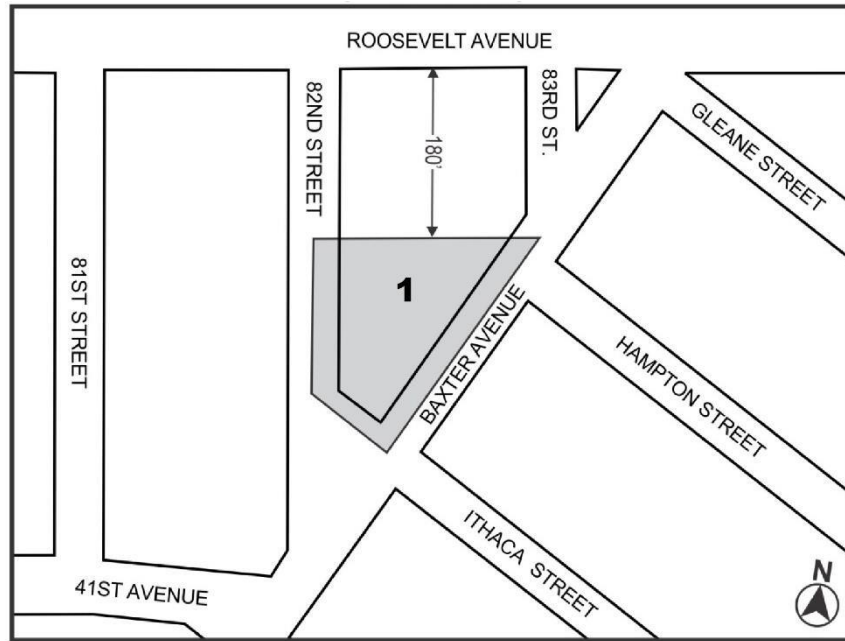 ROOSEVELT AVENUE
82ND STREET
83RD ST.
180'
GLEANE STREET
81ST STREET
1
BAXTER AVENUE
HAMPTON STREET
ITHACA STREET
41ST AVENUE
N